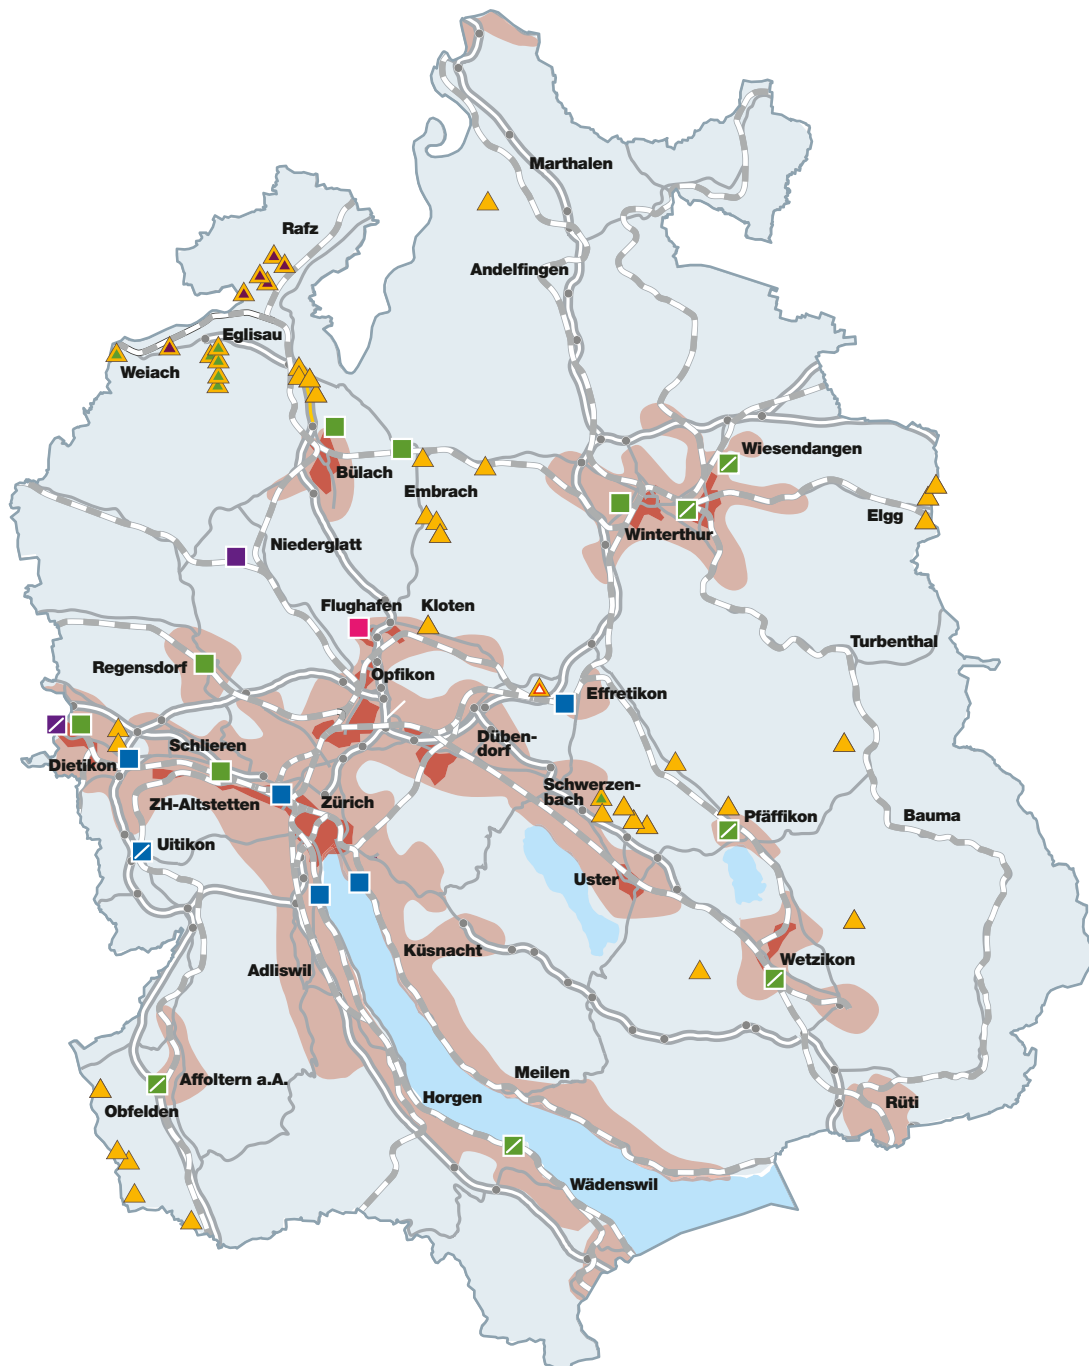 Marthalen
Rafz
Andelfingen
Eglisau
Weiach
Wiesendangen
Bülach
Embrach
Elgg
Winterthur
Niederglatt
Flughafen
Kloten
Turbenthal
Regensdorf
Opfikon
Effretikon
Düben-
dorf
Schlieren
Dietikon
Schwerzen-
bach
ZH-Altstetten
Zürich
Pfäffikon
Bauma
Uitikon
Uster
Küsnacht
Wetzikon
Adliswil
Meilen
Affoltern a.A.
Horgen
Rüti
Obfelden
Wädenswil